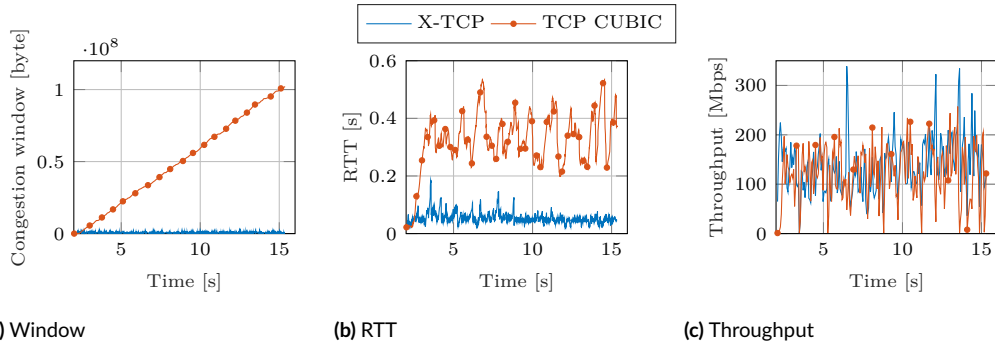 X-TCP TCP CUBIC
·10^8
Congestion window [byte]
1
0.5
0
5 10 15
Time [s]
) Window
RTT [s]
0.6
0.4
0.2
0
5 10 15
Time [s]
(b) RTT
Throughput [Mbps]
300
200
100
0
5 10 15
Time [s]
(c) Throughput